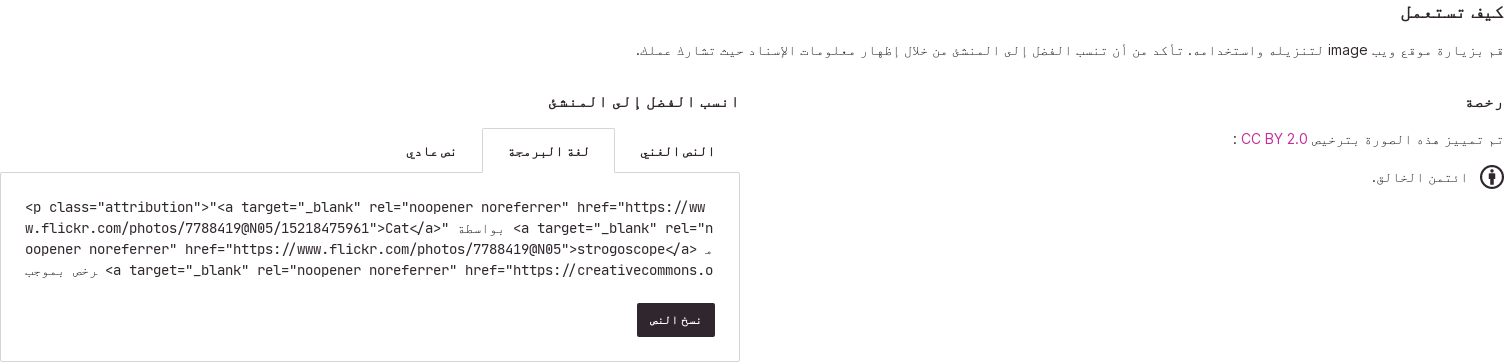 كيف تستعمل
قم بزيارة موقع ويب image لتنزيله واستخدامه. تأكد من أن تنسب الفضل إلى المنشئ من خلال إظهار معلومات الإسناد حيث تشارك عملك.
رخصة
تم تمييز هذه الصورة بترخيص CC BY 2.0 :
ائتمن الخالق.
انسب الفضل إلى المنشئ
النص الغني
لغة البرمجة
نص عادي
<p class="attribution">"<a target="_blank" rel="noopener noreferrer" href="https://ww
w.flickr.com/photos/7788419@N05/15218475961">Cat</a>" بواسطة <a target="_blank" rel="n
oopener noreferrer" href="https://www.flickr.com/photos/7788419@N05">strogoscope</a> مـ
رخص بموجب <a target="_blank" rel="noopener noreferrer" href="https://creativecommons.o
نسخ النص